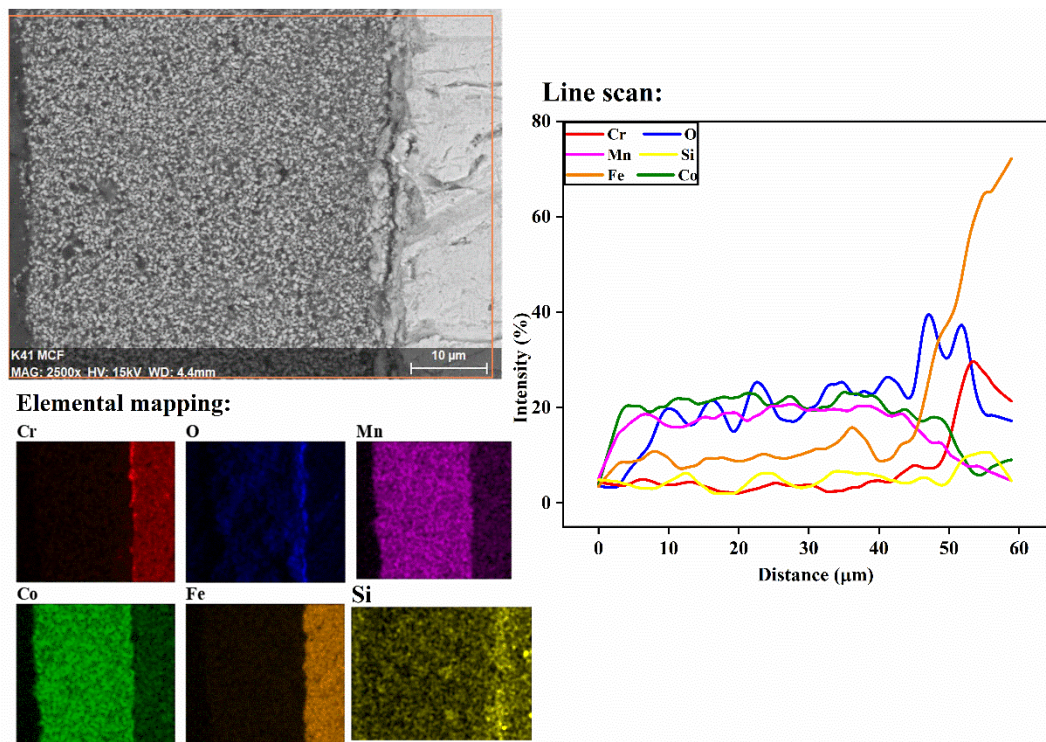 K41 MCF
MAG: 2500x HV: 15kV WD: 4.4mm
10 µm
Elemental mapping:
Cr O Mn
Co Fe Si
Line scan:
Cr O
Mn Si
Fe Co
80
60
40
20
0
Intensity (%)
0 10 20 30 40 50 60
Distance (µm)